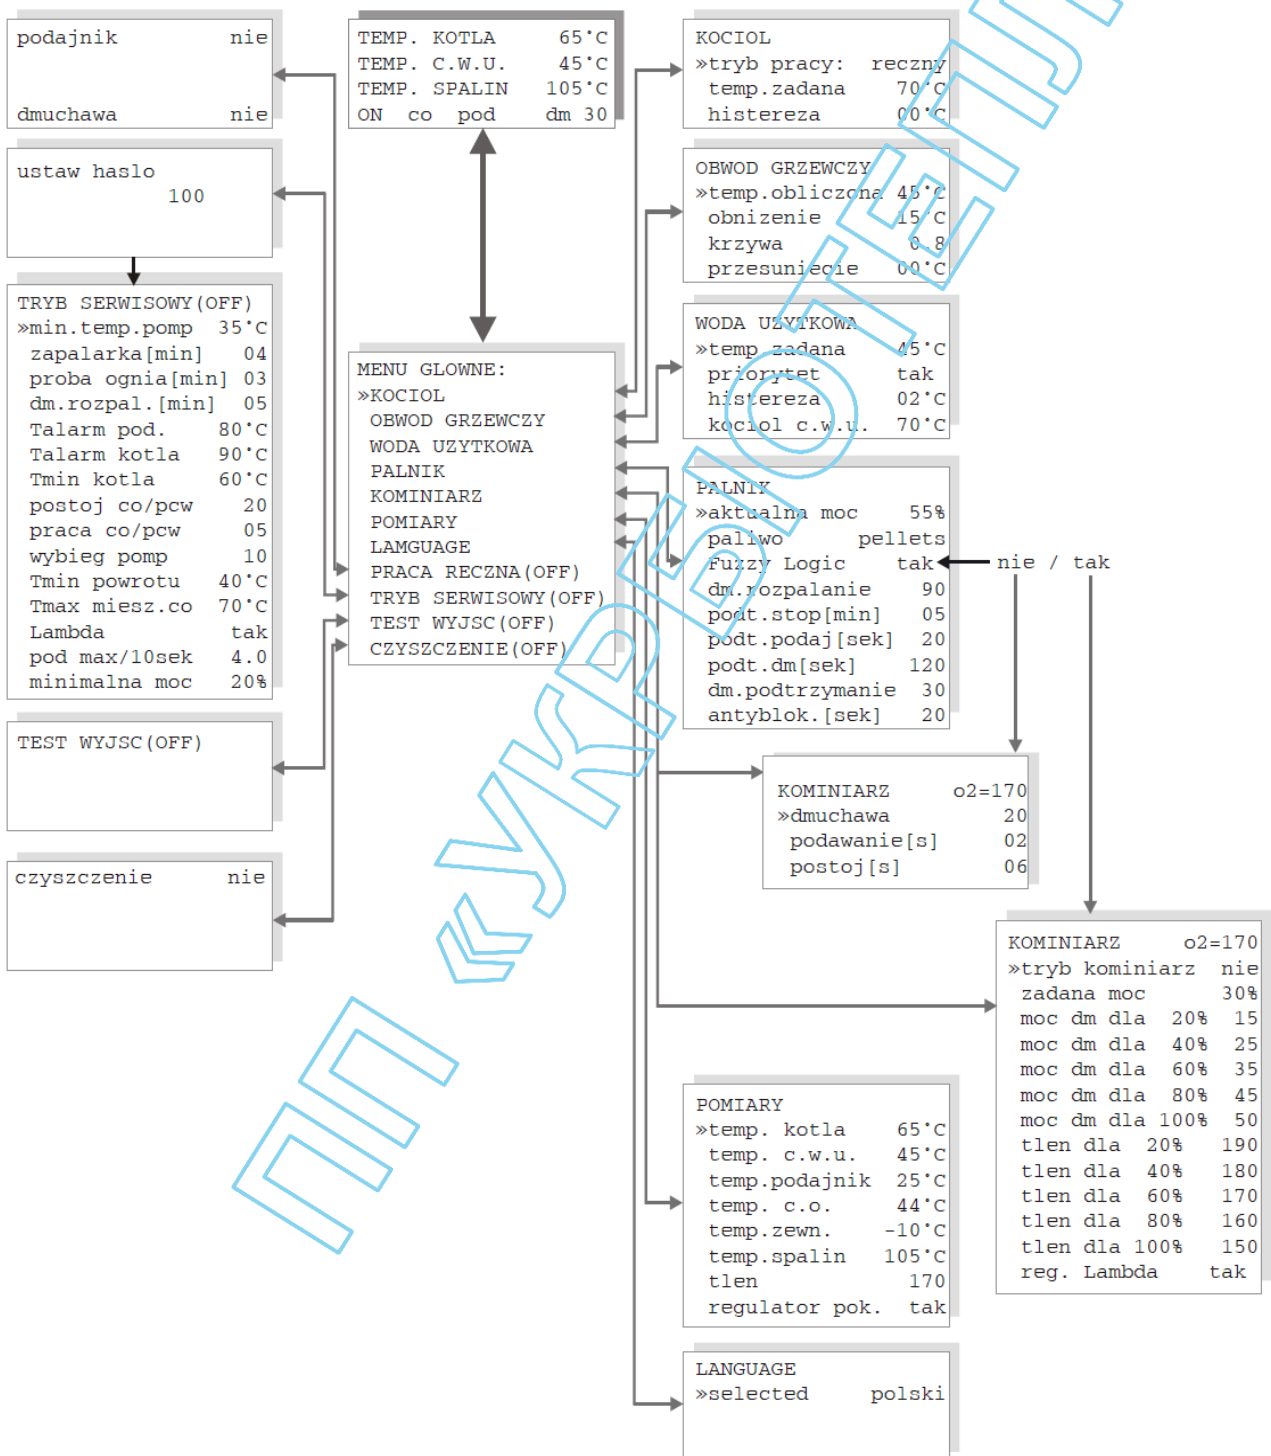 podajnik nie
dmuchawa nie
ustaw haslo
100
TRYB SERWISOWY(OFF)
»min.temp.pomp 35°C
zapalarka[min] 04
proba ognia[min] 03
dm.rozpal.[min] 05
Talarm pod. 80°C
Talarm kotla 90°C
Tmin kotla 60°C
postoj co/pcw 20
praca co/pcw 05
wybieg pomp 10
Tmin powrotu 40°C
Tmax miesz.co 70°C
Lambda tak
pod max/10sek 4.0
minimalna moc 20%
TEST WYJSC(OFF)
czyszczenie nie
TEMP. KOTLA 65°C
TEMP. C.W.U. 45°C
TEMP. SPALIN 105°C
ON co pod dm 30
MENU GLOWNE:
»KOCIOL
OBWOD GRZEWCZY
WODA UZYTKOWA
PALNIK
KOMINIARZ
POMIARY
LAMGUAGE
PRACA RECZNA(OFF)
TRYB SERWISOWY(OFF)
TEST WYJSC(OFF)
CZYSZCZENIE(OFF)
KOCIOL
»tryb pracy: reczny
temp.zadana 70°C
histereza 00°C
OBWOD GRZEWCZY
»temp.obliczona 45°C
obnizenie 15°C
krzywa 0.8
przesuniecie 00°C
WODA UZYTKOWA
»temp zadana 45°C
priorytet tak
histereza 02°C
kociol c.w.u. 70°C
PALNIK
»aktualna moc 55%
paliwo pellets
Fuzzy Logic tak
dm.rozpalanie 90
podt.stop[min] 05
podt.podaj[sek] 20
podt.dm[sek] 120
dm.podtrzymanie 30
antyblok.[sek] 20
nie / tak
KOMINIARZ o2=170
»dmuchawa 20
podawanie[s] 02
postoj[s] 06
KOMINIARZ o2=170
»tryb kominiarz nie
zadana moc 30%
moc dm dla 20% 15
moc dm dla 40% 25
moc dm dla 60% 35
moc dm dla 80% 45
moc dm dla 100% 50
tlen dla 20% 190
tlen dla 40% 180
tlen dla 60% 170
tlen dla 80% 160
tlen dla 100% 150
reg. Lambda tak
POMIARY
»temp. kotla 65°C
temp. c.w.u. 45°C
temp.podajnik 25°C
temp. c.o. 44°C
temp.zewn. -10°C
temp.spalin 105°C
tlen 170
regulator pok. tak
LANGUAGE
»selected polski
ПП «УКРБІОТЕПЛ